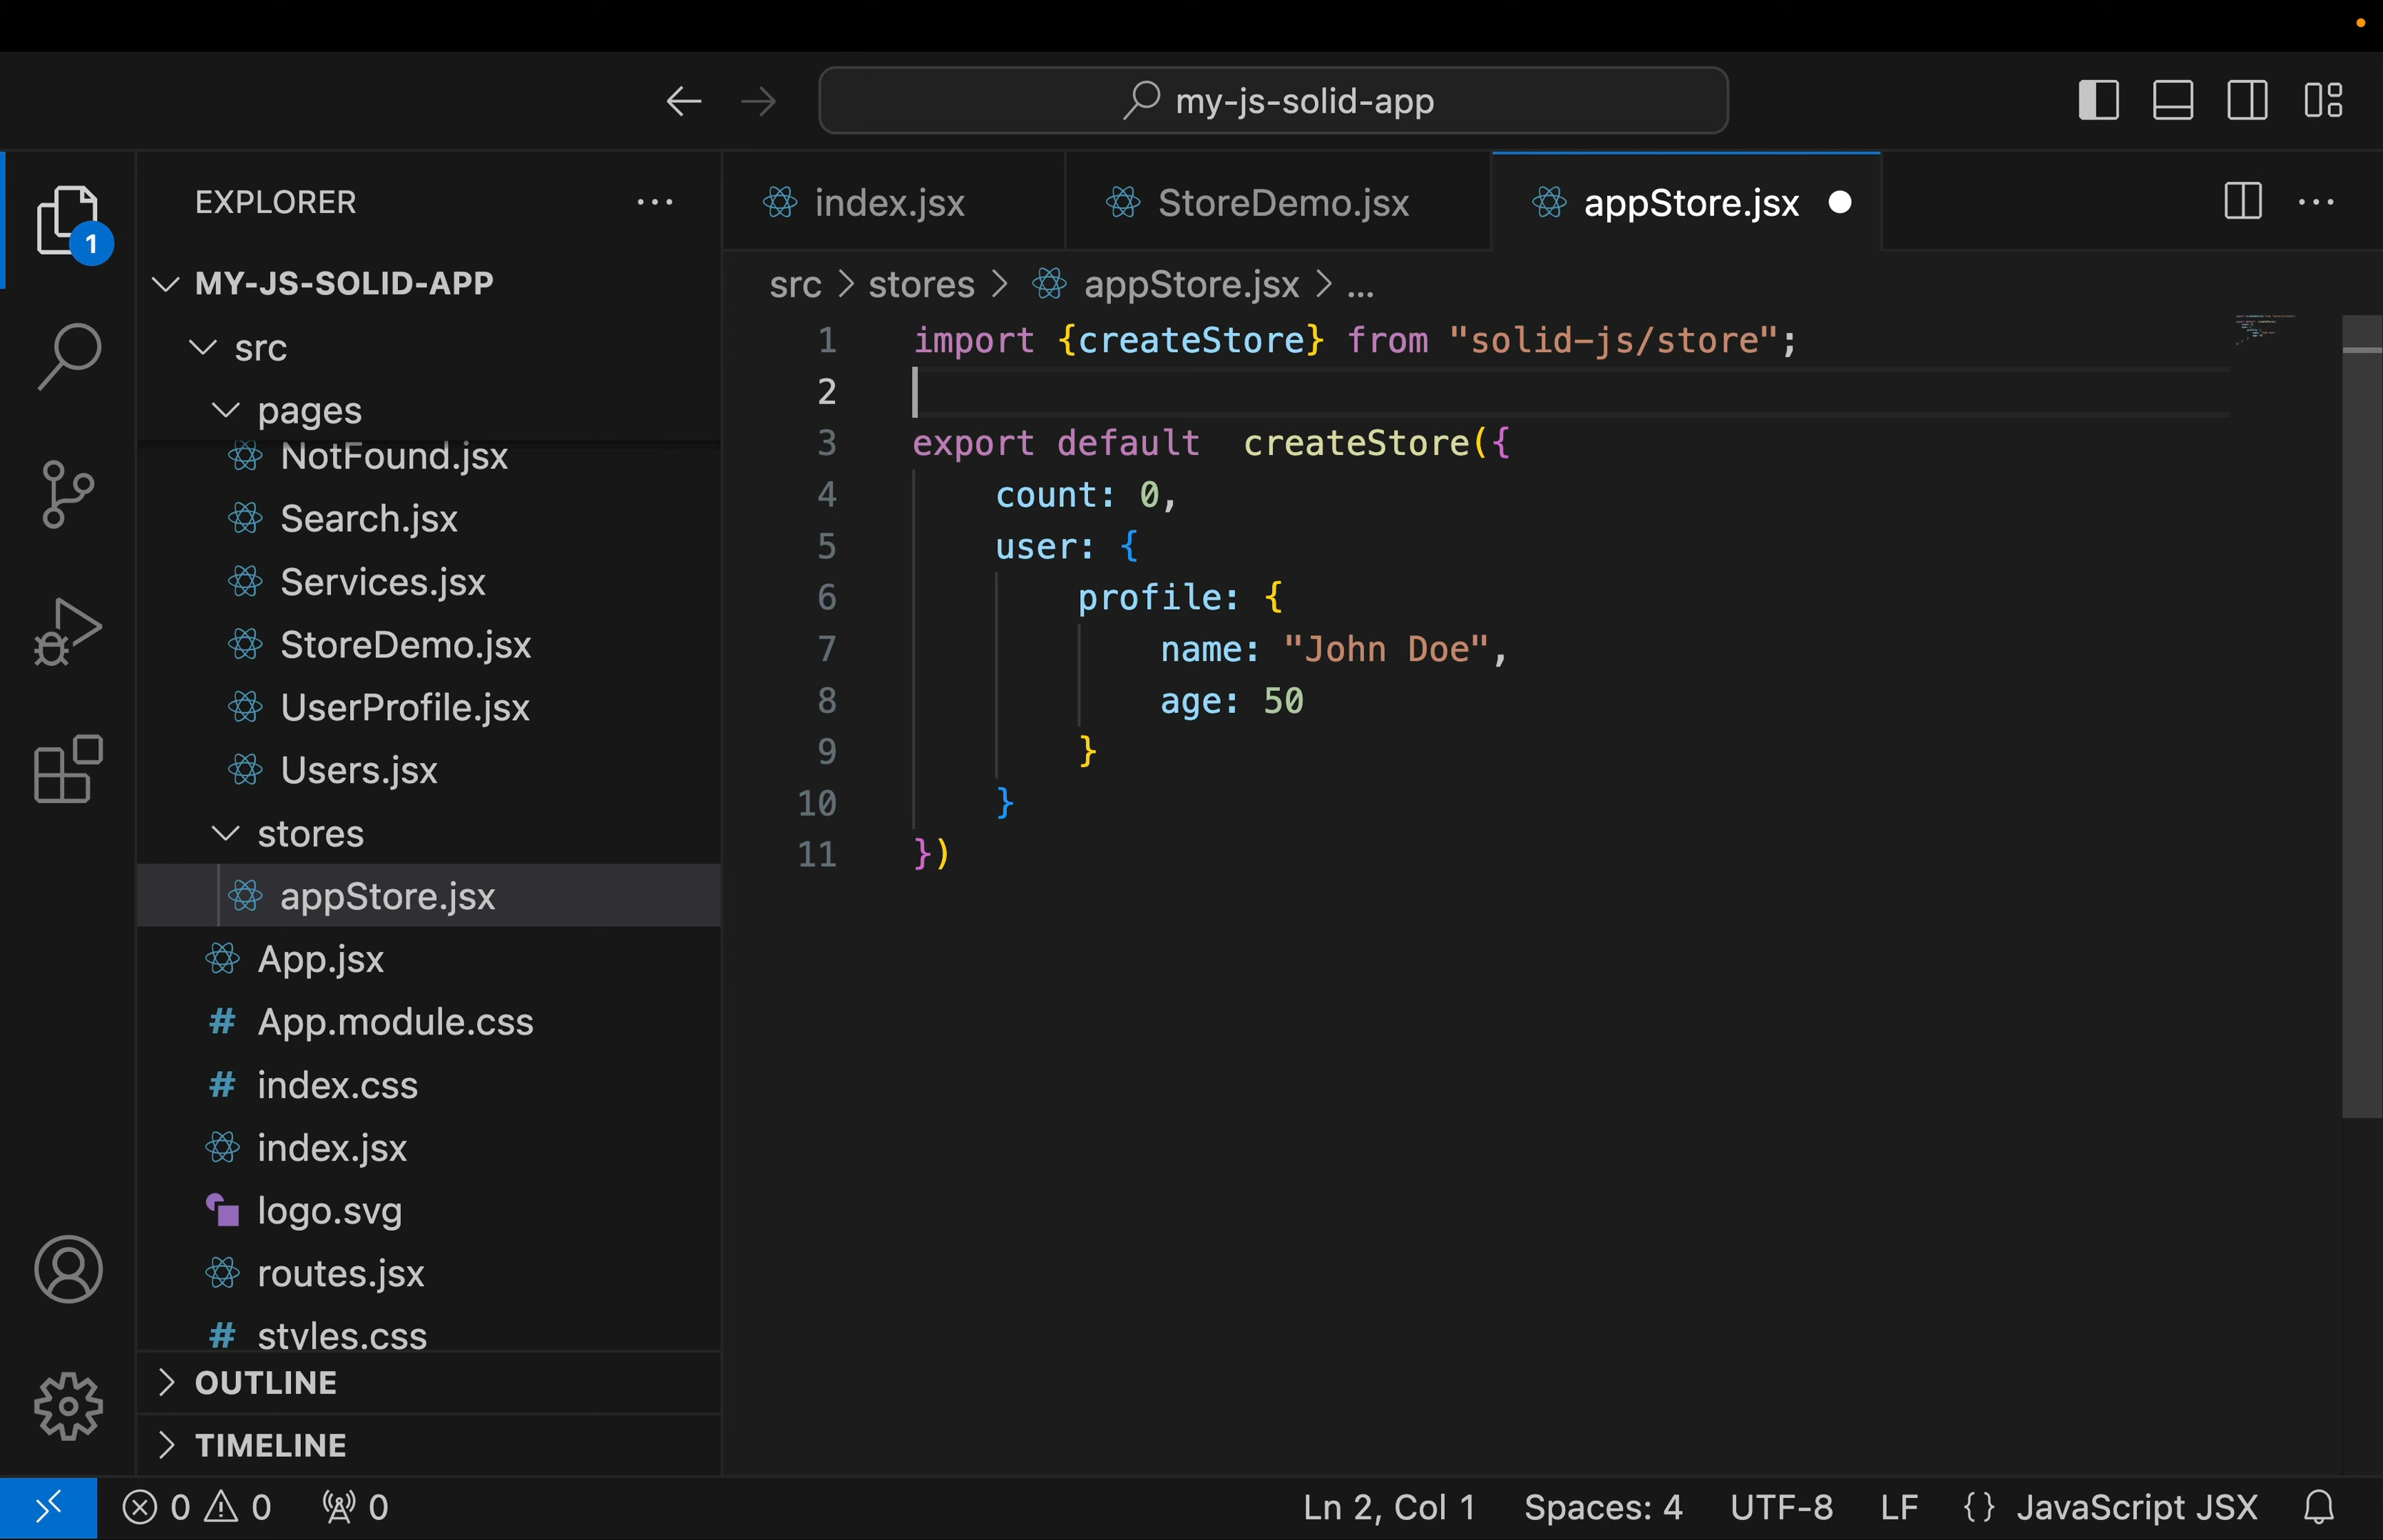 my-js-solid-app
EXPLORER
1
MY-JS-SOLID-APP
src
pages
NotFound.jsx
Search.jsx
Services.jsx
StoreDemo.jsx
UserProfile.jsx
Users.jsx
stores
appStore.jsx
App.jsx
App.module.css
index.css
index.jsx
logo.svg
routes.jsx
styles.css
OUTLINE
TIMELINE
index.jsx
StoreDemo.jsx
appStore.jsx
src > stores > appStore.jsx > ...
1 import {createStore} from "solid-js/store";
2
3 export default  createStore({
4     count: 0,
5     user: {
6         profile: {
7             name: "John Doe",
8             age: 50
9         }
10     }
11 })
0 0 0 Ln 2, Col 1 Spaces: 4 UTF-8 LF {} JavaScript JSX